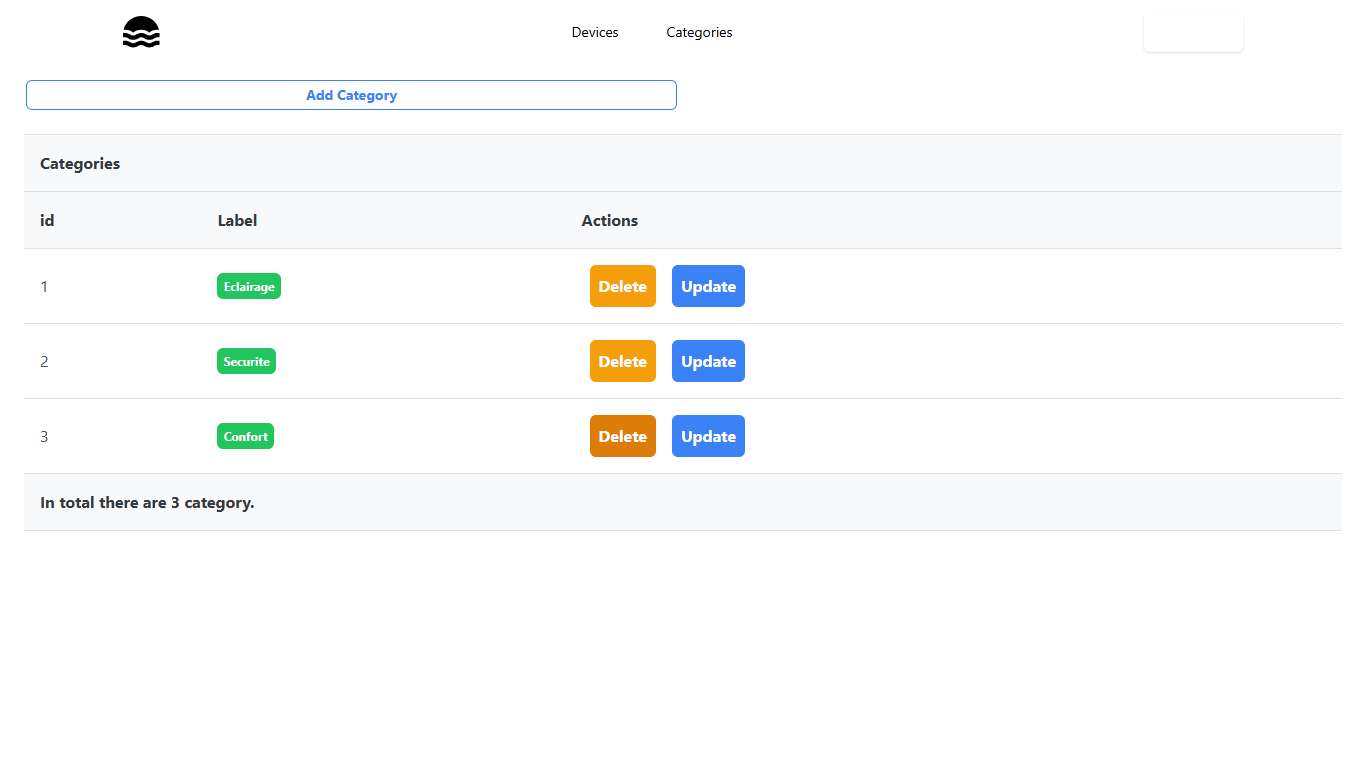 Devices Categories
Add Category
Categories
id Label Actions
1 Eclairage Delete Update
2 Securite Delete Update
3 Confort Delete Update
In total there are 3 category.